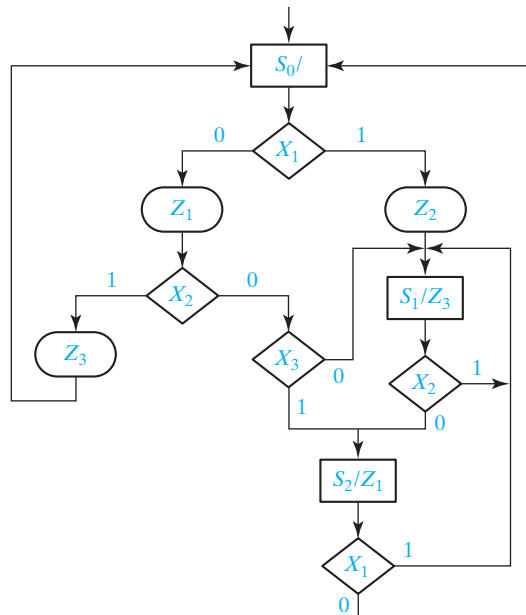 S₀/
0 X₁ 1
Z₁ Z₂
1 X₂ 0
S₁/Z₃
Z₃ X₃ 0 X₂ 1
1 0
S₂/Z₁
X₁ 1
0